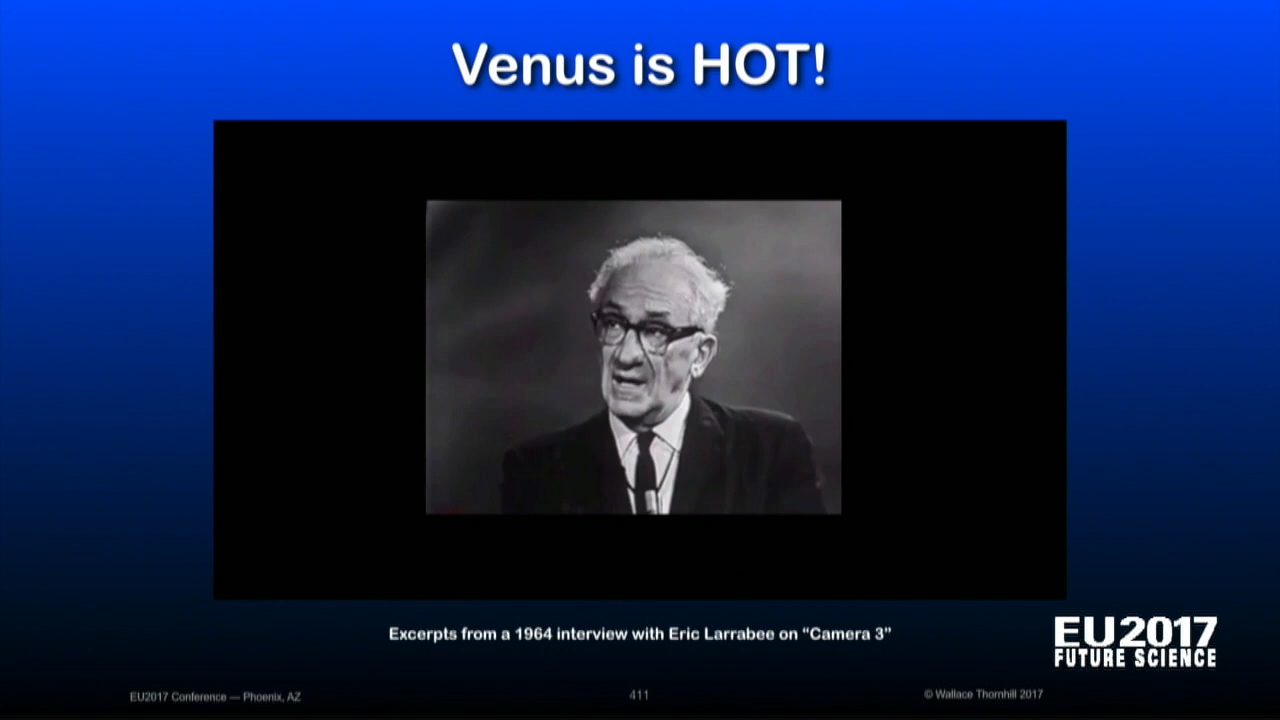 Venus is HOT!
Excerpts from a 1964 interview with Eric Larrabee on “Camera 3”
EU2017
FUTURE SCIENCE
EU2017 Conference — Phoenix, AZ
411
© Wallace Thornhill 2017